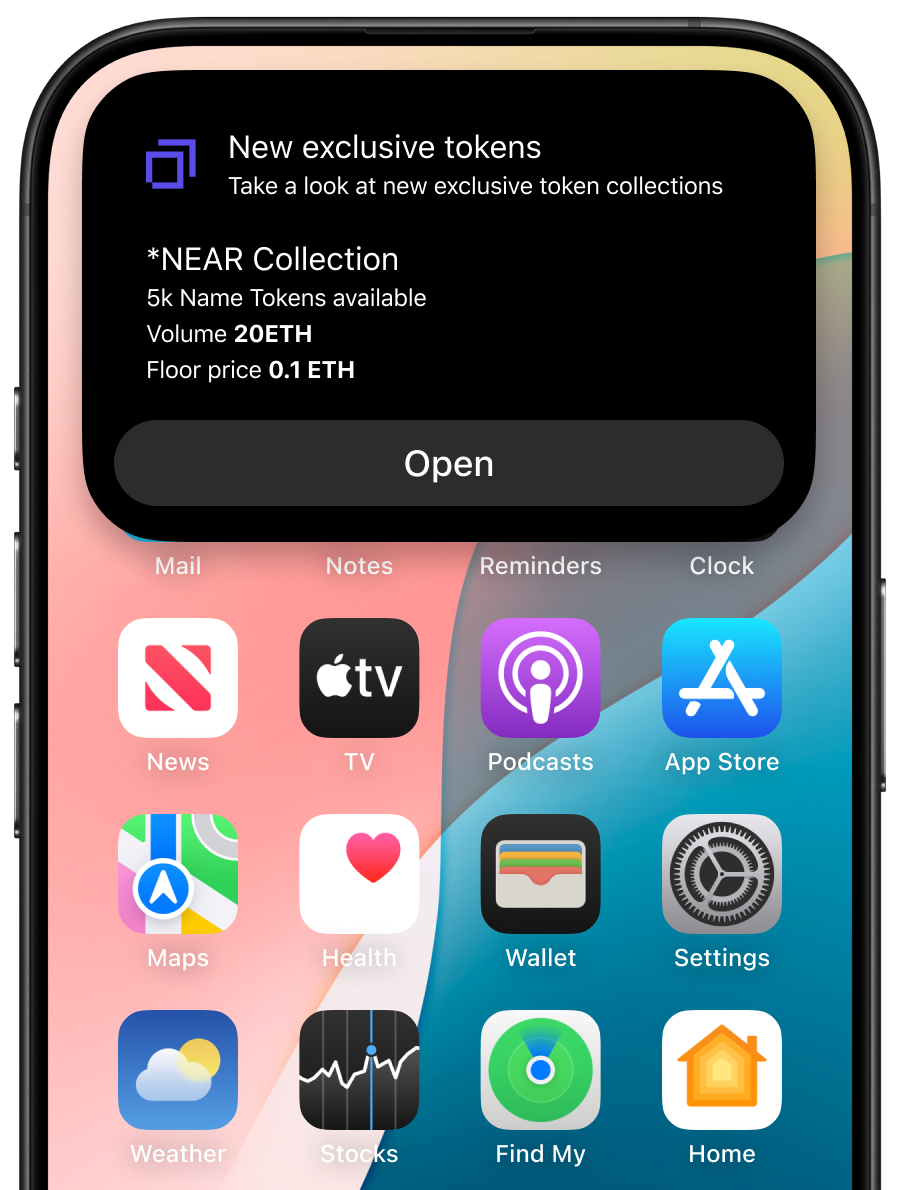 New exclusive tokens
Take a look at new exclusive token collections
*NEAR Collection
5k Name Tokens available
Volume 20ETH
Floor price 0.1 ETH
Open
Mail Notes Reminders Clock
tv
News TV Podcasts App Store
Maps Health Wallet Settings
Weather Stocks Find My Home